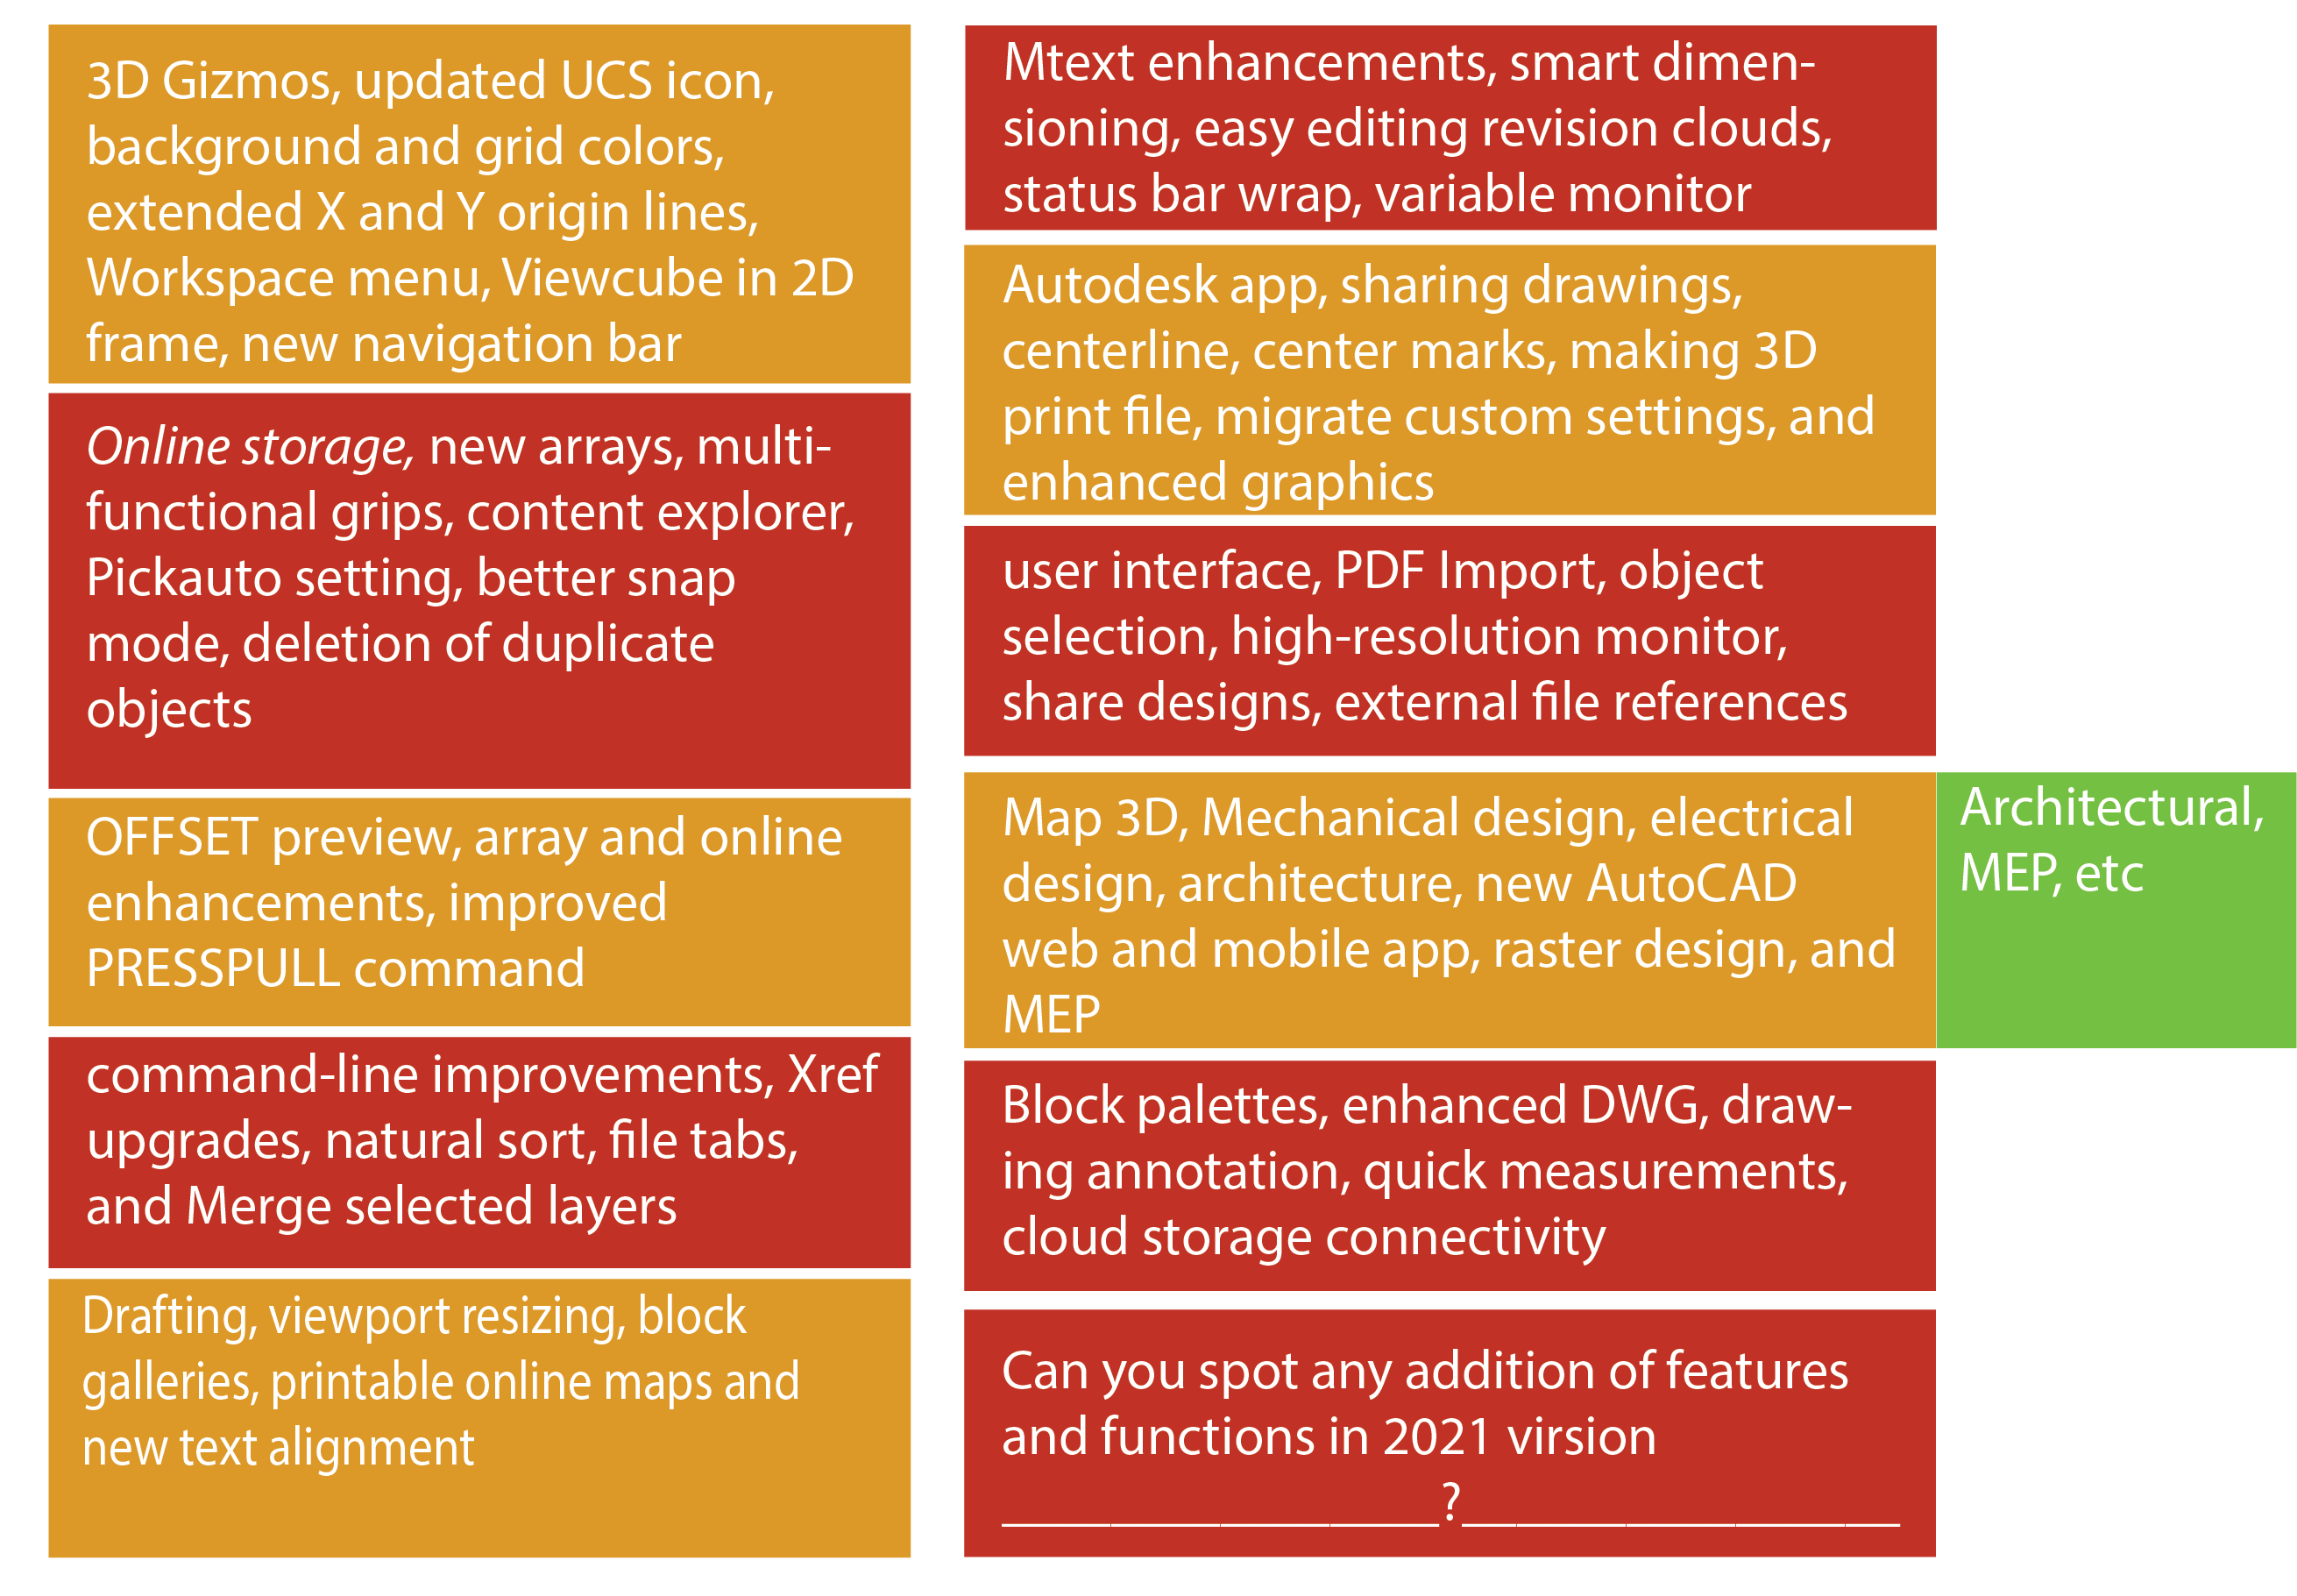 3D Gizmos, updated UCS icon,
background and grid colors,
extended X and Y origin lines,
Workspace menu, Viewcube in 2D
frame, new navigation bar
Online storage, new arrays, multi-
functional grips, content explorer,
Pickauto setting, better snap
mode, deletion of duplicate
objects
OFFSET preview, array and online
enhancements, improved
PRESSPULL command
command-line improvements, Xref
upgrades, natural sort, file tabs,
and Merge selected layers
Drafting, viewport resizing, block
galleries, printable online maps and
new text alignment
Mtext enhancements, smart dimen-
sioning, easy editing revision clouds,
status bar wrap, variable monitor
Autodesk app, sharing drawings,
centerline, center marks, making 3D
print file, migrate custom settings, and
enhanced graphics
user interface, PDF Import, object
selection, high-resolution monitor,
share designs, external file references
Map 3D, Mechanical design, electrical
design, architecture, new AutoCAD
web and mobile app, raster design, and
MEP
Architectural,
MEP, etc
Block palettes, enhanced DWG, draw-
ing annotation, quick measurements,
cloud storage connectivity
Can you spot any addition of features
and functions in 2021 virsion
________________?________________